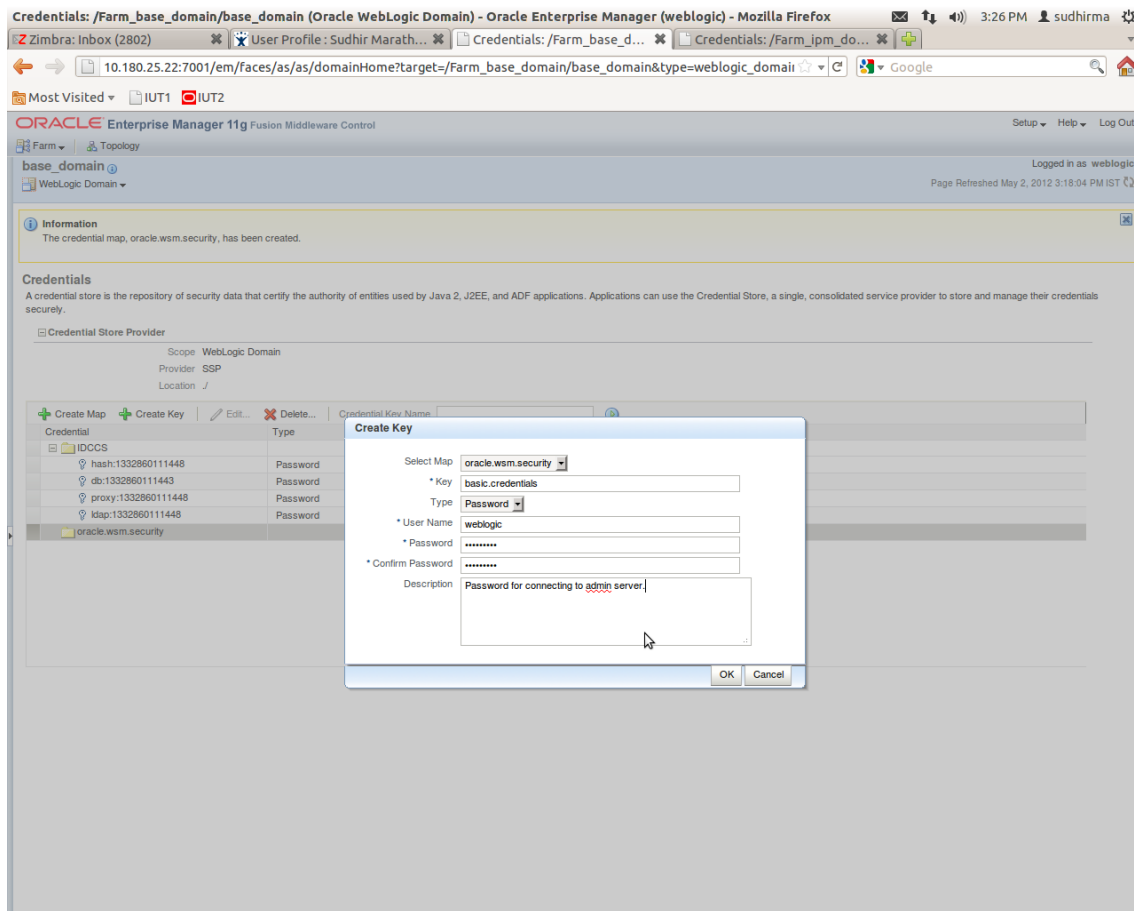 Credentials: /Farm_base_domain/base_domain (Oracle WebLogic Domain) - Oracle Enterprise Manager (weblogic) - Mozilla Firefox 3:26 PM sudhirma
Zimbra: Inbox (2802) User Profile : Sudhir Marath... Credentials: /Farm_base_d... Credentials: /Farm_ipm_do...
10.180.25.22:7001/em/faces/as/as/domainHome?target=/Farm_base_domain/base_domain&type=weblogic_domai Google
Most Visited IUT1 IUT2
ORACLE Enterprise Manager 11g Fusion Middleware Control Setup Help Log Out
Farm Topology
base_domain Logged in as weblogic
WebLogic Domain Page Refreshed May 2, 2012 3:18:04 PM IST
Information
The credential map, oracle.wsm.security, has been created.
Credentials
A credential store is the repository of security data that certify the authority of entities used by Java 2, J2EE, and ADF applications. Applications can use the Credential Store, a single, consolidated service provider to store and manage their credentials
securely.
Credential Store Provider
Scope WebLogic Domain
Provider SSP
Location ./
Create Map Create Key Edit... Delete... Credential Key Name
Credential Type
IDCCS
hash:1332860111448 Password
db:1332860111443 Password
proxy:1332860111448 Password
ldap:1332860111448 Password
oracle.wsm.security
Create Key
Select Map oracle.wsm.security
* Key basic.credentials
Type Password
* User Name weblogic
* Password •••••••••
* Confirm Password •••••••••
Description Password for connecting to admin server.
OK Cancel